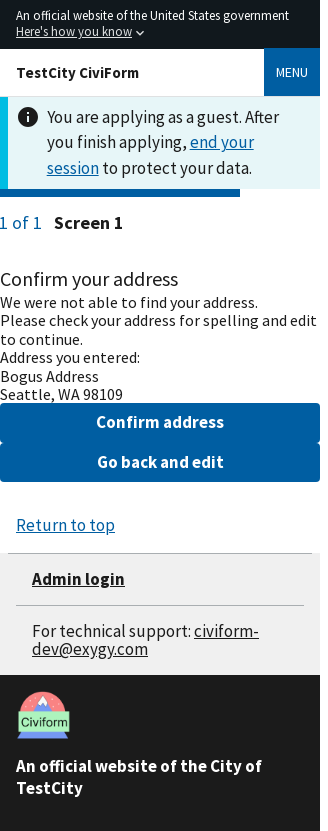 An official website of the United States government
Here's how you know
TestCity CiviForm
MENU
You are applying as a guest. After
you finish applying, end your
session to protect your data.
1 of 1 Screen 1
Confirm your address
We were not able to find your address.
Please check your address for spelling and edit
to continue.
Address you entered:
Bogus Address
Seattle, WA 98109
Confirm address
Go back and edit
Return to top
Admin login
For technical support: civiform-
dev@exygy.com
Civiform
An official website of the City of
TestCity